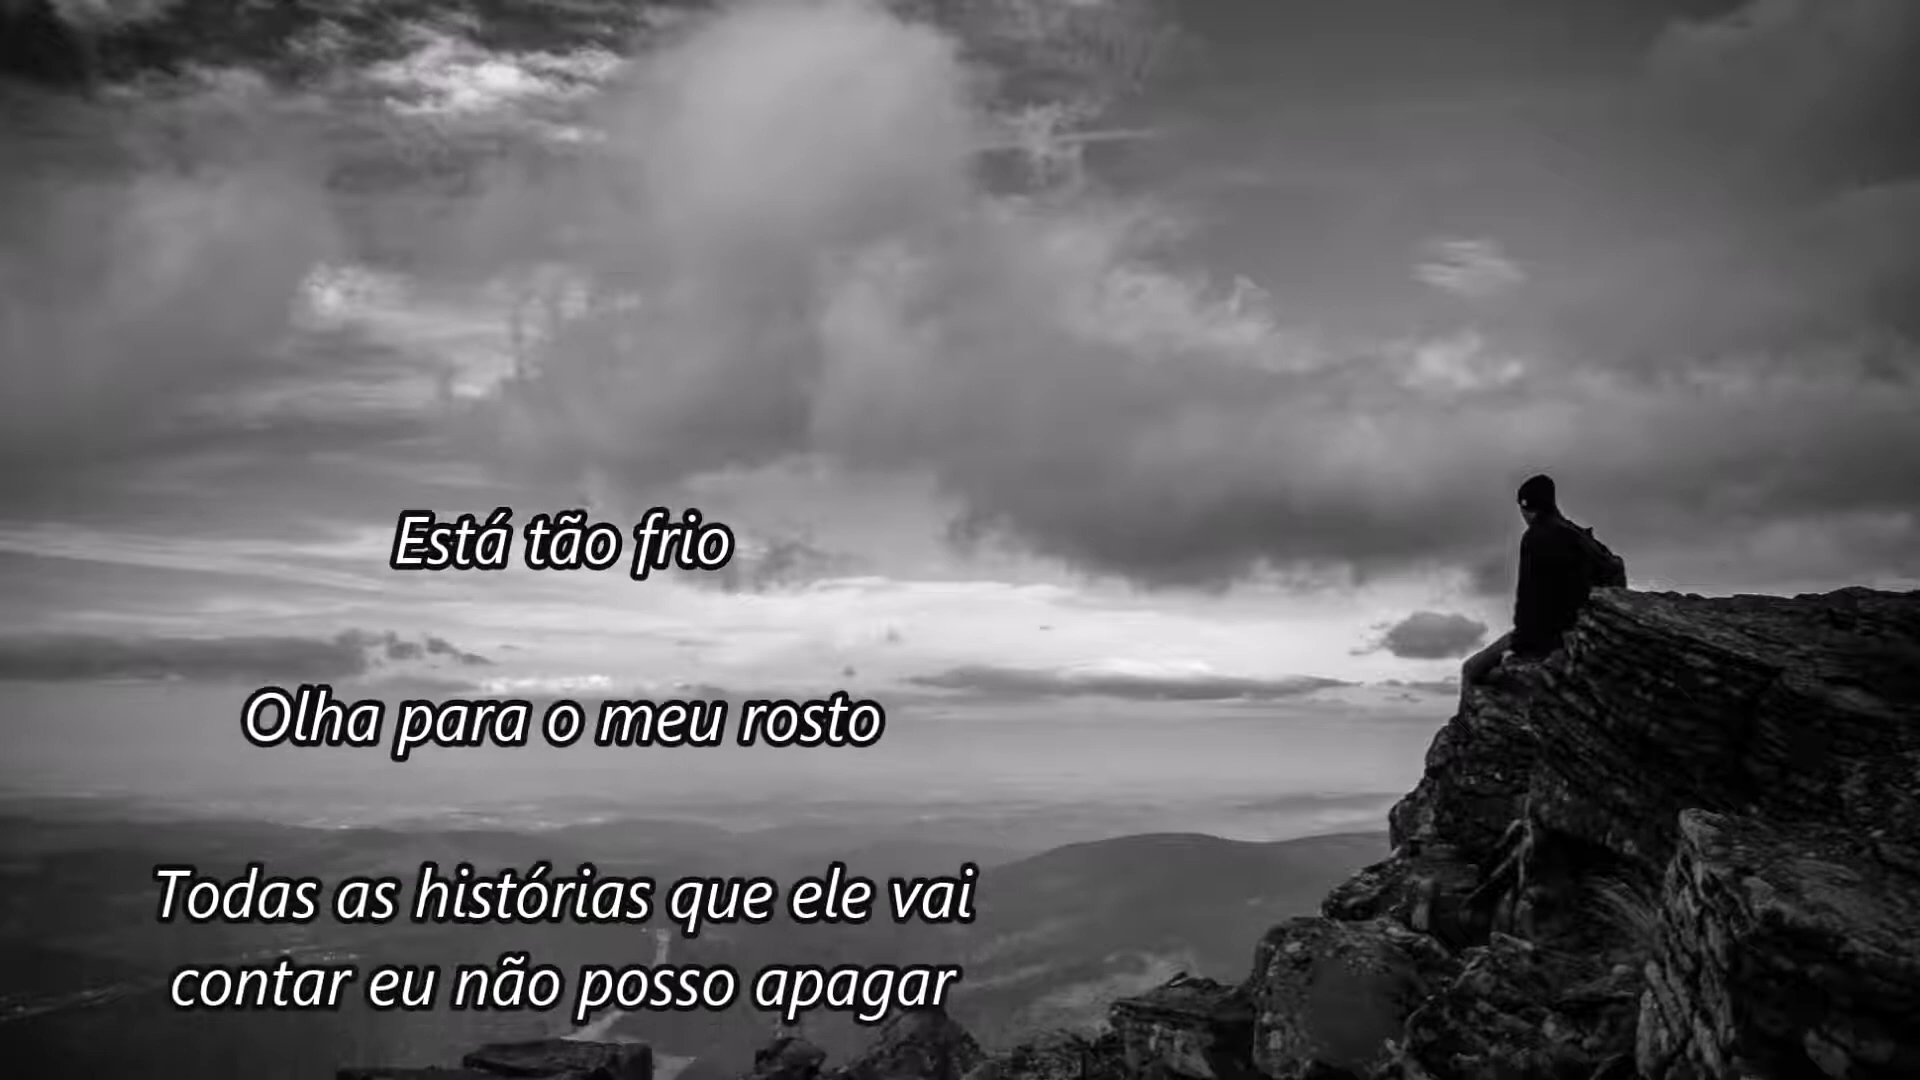 Está tão frio
Olha para o meu rosto
Todas as histórias que ele vai
contar eu não posso apagar